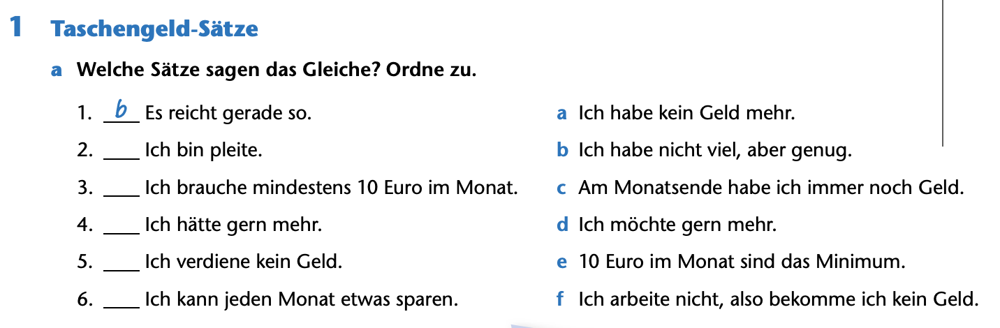 1 Taschengeld-Sätze
a Welche Sätze sagen das Gleiche? Ordne zu.
1. b Es reicht gerade so.
2. ____ Ich bin pleite.
3. ____ Ich brauche mindestens 10 Euro im Monat.
4. ____ Ich hätte gern mehr.
5. ____ Ich verdiene kein Geld.
6. ____ Ich kann jeden Monat etwas sparen.
a Ich habe kein Geld mehr.
b Ich habe nicht viel, aber genug.
c Am Monatsende habe ich immer noch Geld.
d Ich möchte gern mehr.
e 10 Euro im Monat sind das Minimum.
f Ich arbeite nicht, also bekomme ich kein Geld.